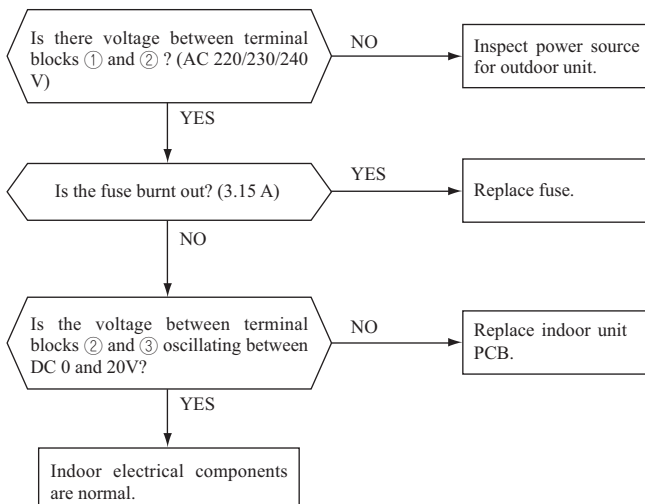 Is there voltage between terminal
blocks ① and ② ? (AC 220/230/240
V)
NO
Inspect power source
for outdoor unit.
YES
Is the fuse burnt out? (3.15 A)
YES
Replace fuse.
NO
Is the voltage between terminal
blocks ② and ③ oscillating between
DC 0 and 20V?
NO
Replace indoor unit
PCB.
YES
Indoor electrical components
are normal.